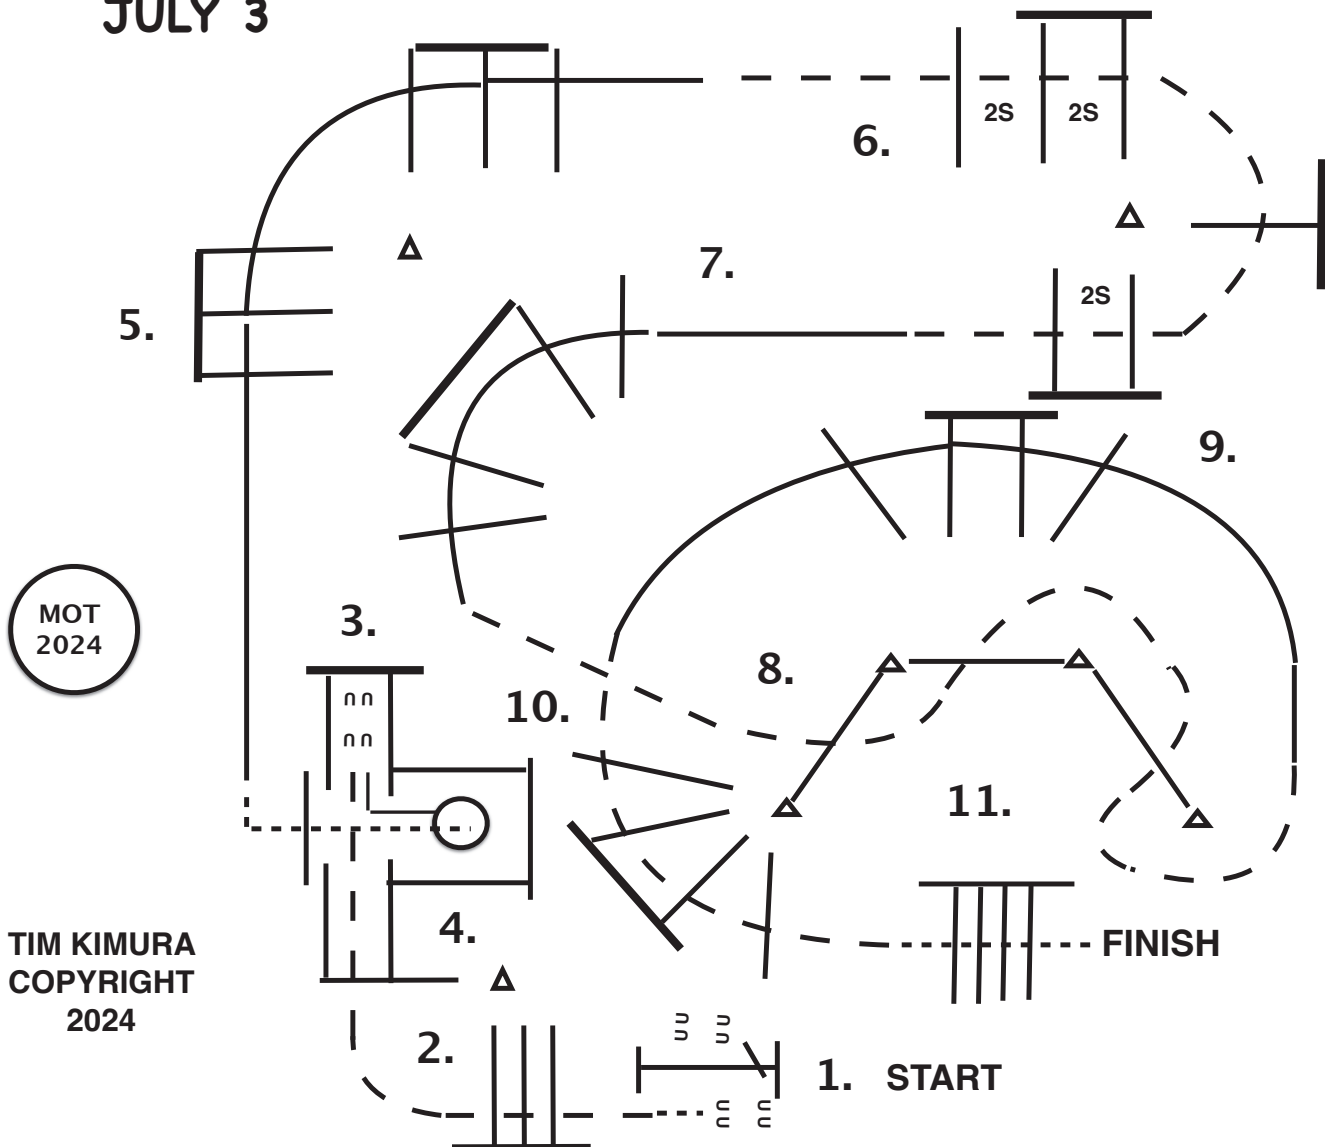 JULY 3
6.
2S
2S
7.
2S
5.
9.
MOT
2024
3.
8.
10.
11.
4.
TIM KIMURA
COPYRIGHT
2024
FINISH
2.
1. START